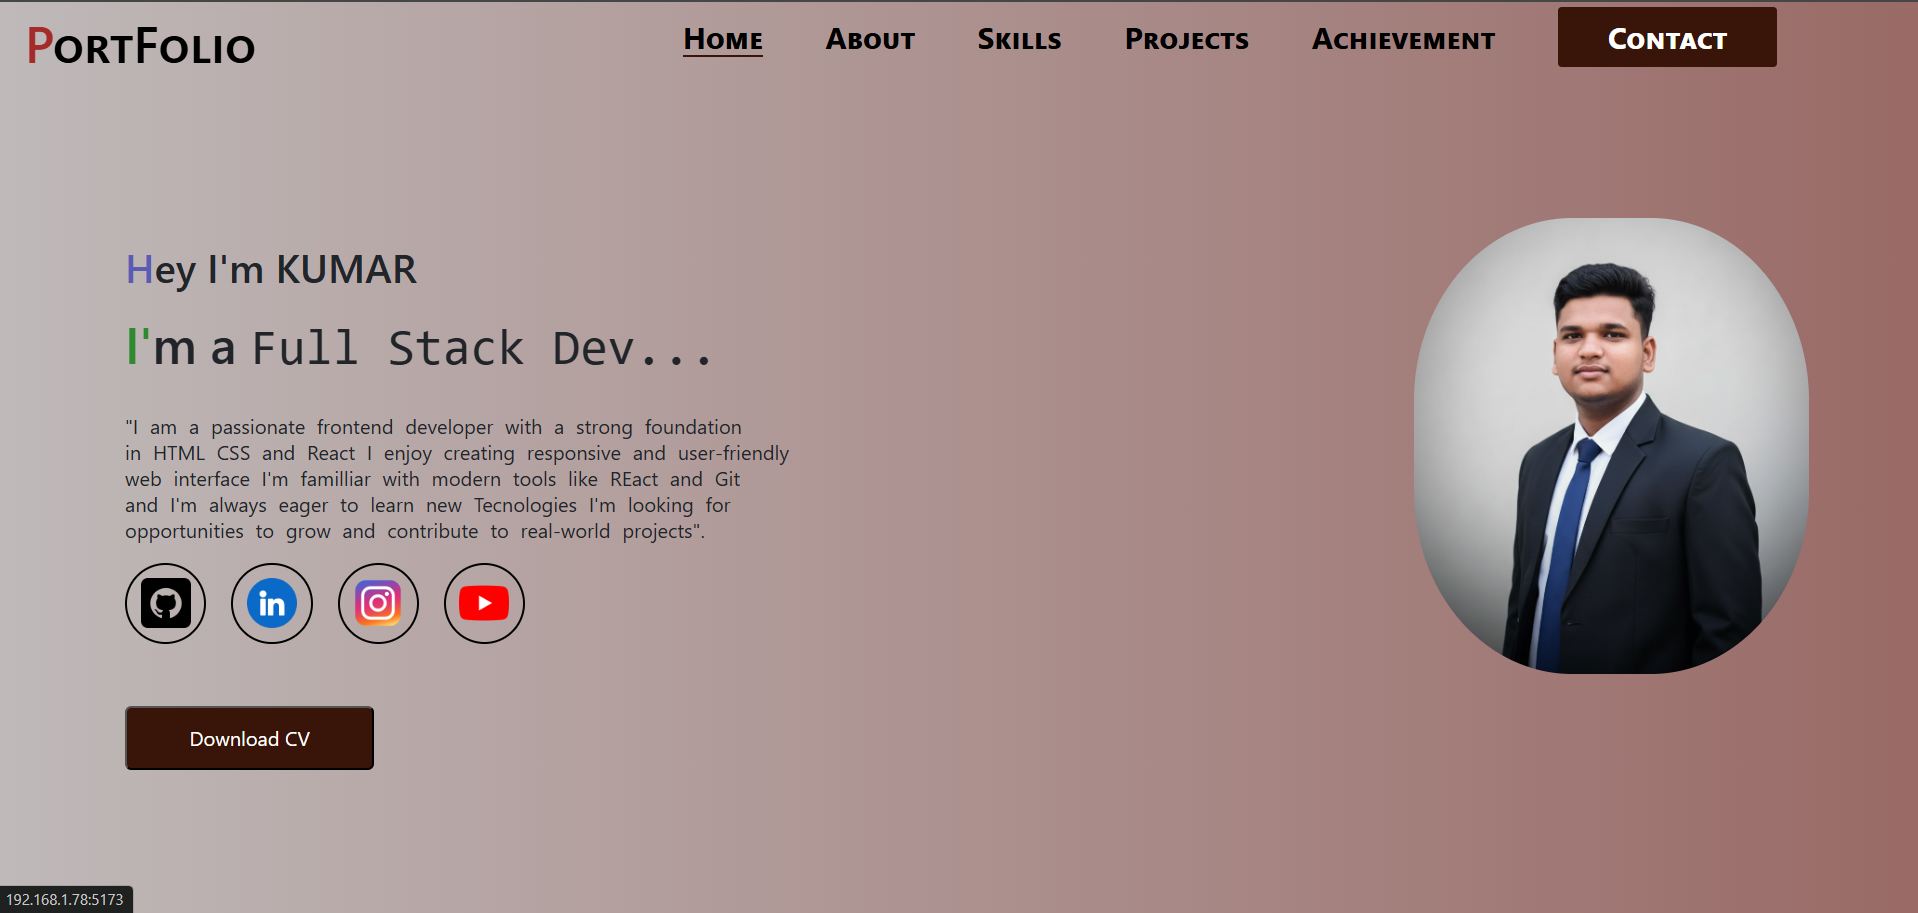 PortFolio
Home About Skills Projects Achievement Contact
Hey I'm KUMAR
I'm a Full Stack Dev...
"I am a passionate frontend developer with a strong foundation
in HTML CSS and React I enjoy creating responsive and user-friendly
web interface I'm familliar with modern tools like REact and Git
and I'm always eager to learn new Tecnologies I'm looking for
opportunities to grow and contribute to real-world projects".
in
Download CV
192.168.1.78:5173